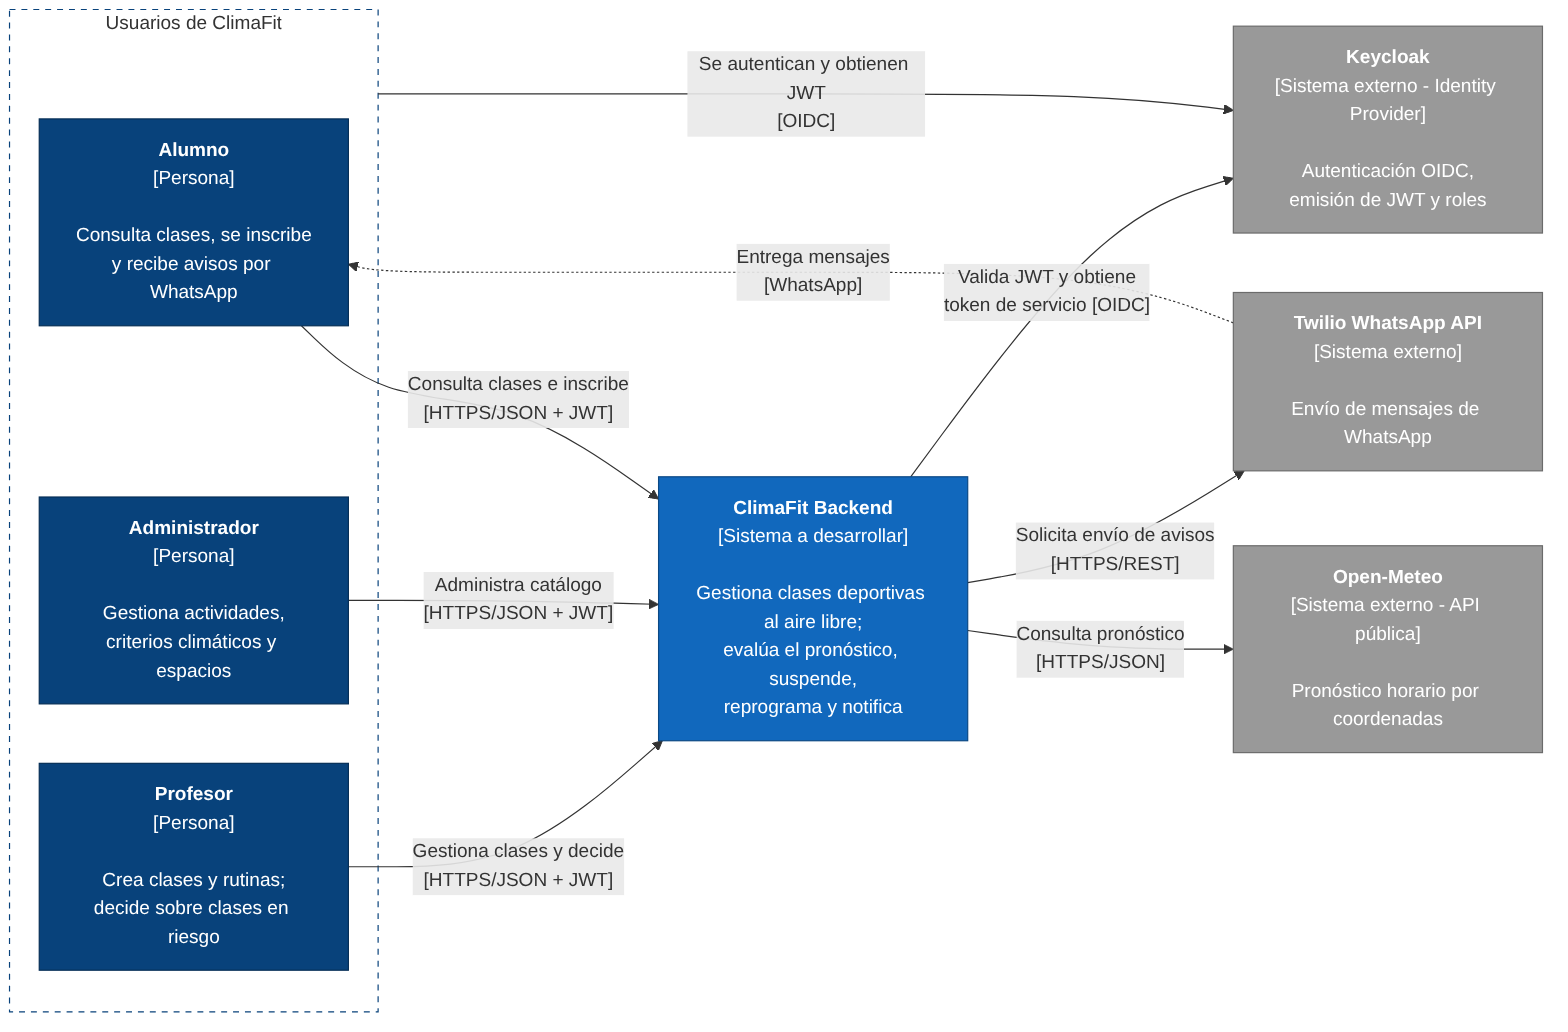 Usuarios de ClimaFit
Alumno
[Persona]
Consulta clases, se inscribe
y recibe avisos por
WhatsApp
Administrador
[Persona]
Gestiona actividades,
criterios climáticos y
espacios
Profesor
[Persona]
Crea clases y rutinas;
decide sobre clases en
riesgo
Se autentican y obtienen
JWT
[OIDC]
Entrega mensajes
[WhatsApp]
Valida JWT y obtiene
token de servicio [OIDC]
Consulta clases e inscribe
[HTTPS/JSON + JWT]
Administra catálogo
[HTTPS/JSON + JWT]
Gestiona clases y decide
[HTTPS/JSON + JWT]
ClimaFit Backend
[Sistema a desarrollar]
Gestiona clases deportivas
al aire libre;
evalúa el pronóstico,
suspende,
reprograma y notifica
Solicita envío de avisos
[HTTPS/REST]
Consulta pronóstico
[HTTPS/JSON]
Keycloak
[Sistema externo - Identity
Provider]
Autenticación OIDC,
emisión de JWT y roles
Twilio WhatsApp API
[Sistema externo]
Envío de mensajes de
WhatsApp
Open-Meteo
[Sistema externo - API
pública]
Pronóstico horario por
coordenadas